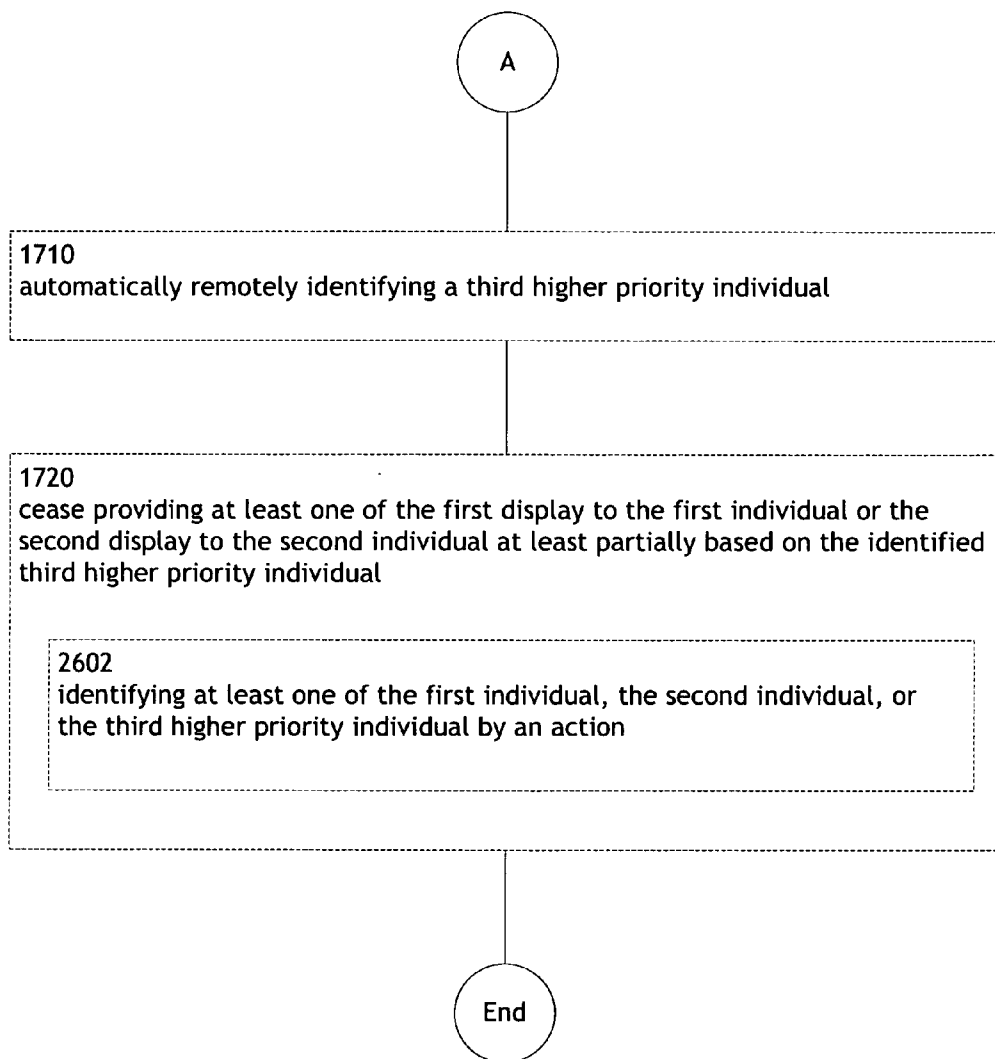 A
1710
automatically remotely identifying a third higher priority individual
1720
cease providing at least one of the first display to the first individual or the
second display to the second individual at least partially based on the identified
third higher priority individual
2602
identifying at least one of the first individual, the second individual, or
the third higher priority individual by an action
End